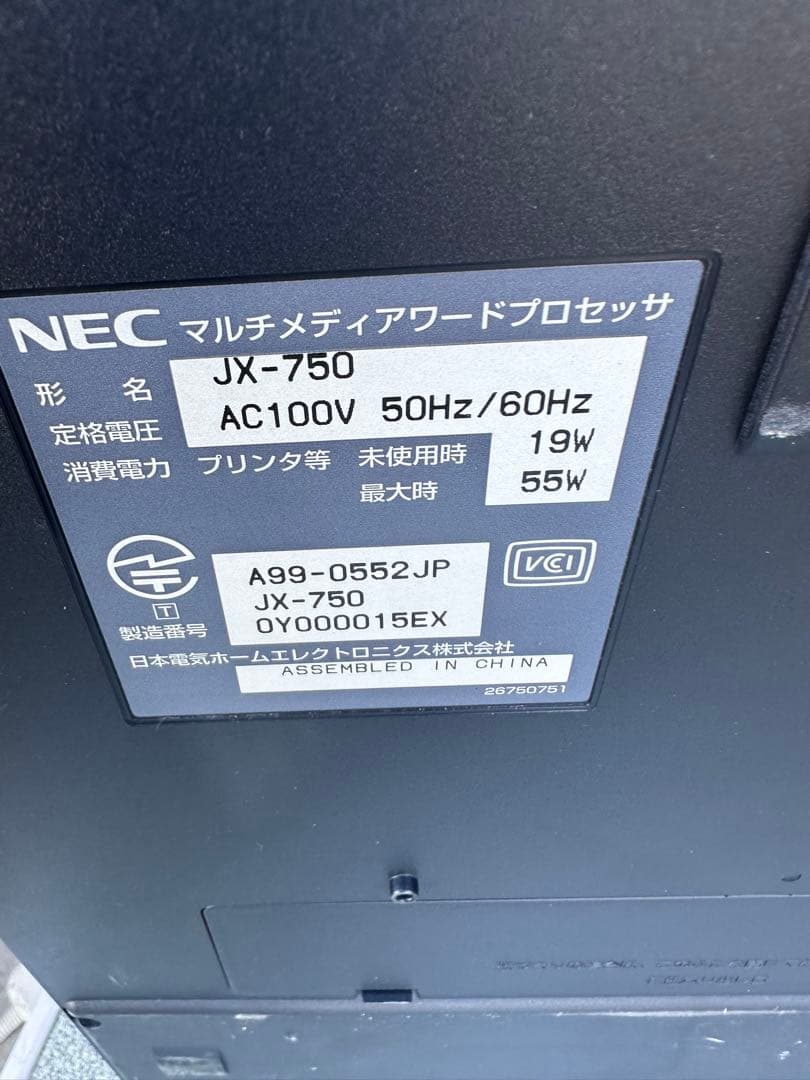 NEC マルチメディアワードプロセッサ
形 名 JX-750
定格電圧 AC100V 50Hz/60Hz
消費電力 プリンタ等 未使用時 19W
最大時 55W
T A99-0552JP
JX-750
製造番号 0Y000015EX
VCI
日本電気ホームエレクトロニクス株式会社
ASSEMBLED IN CHINA
26750751